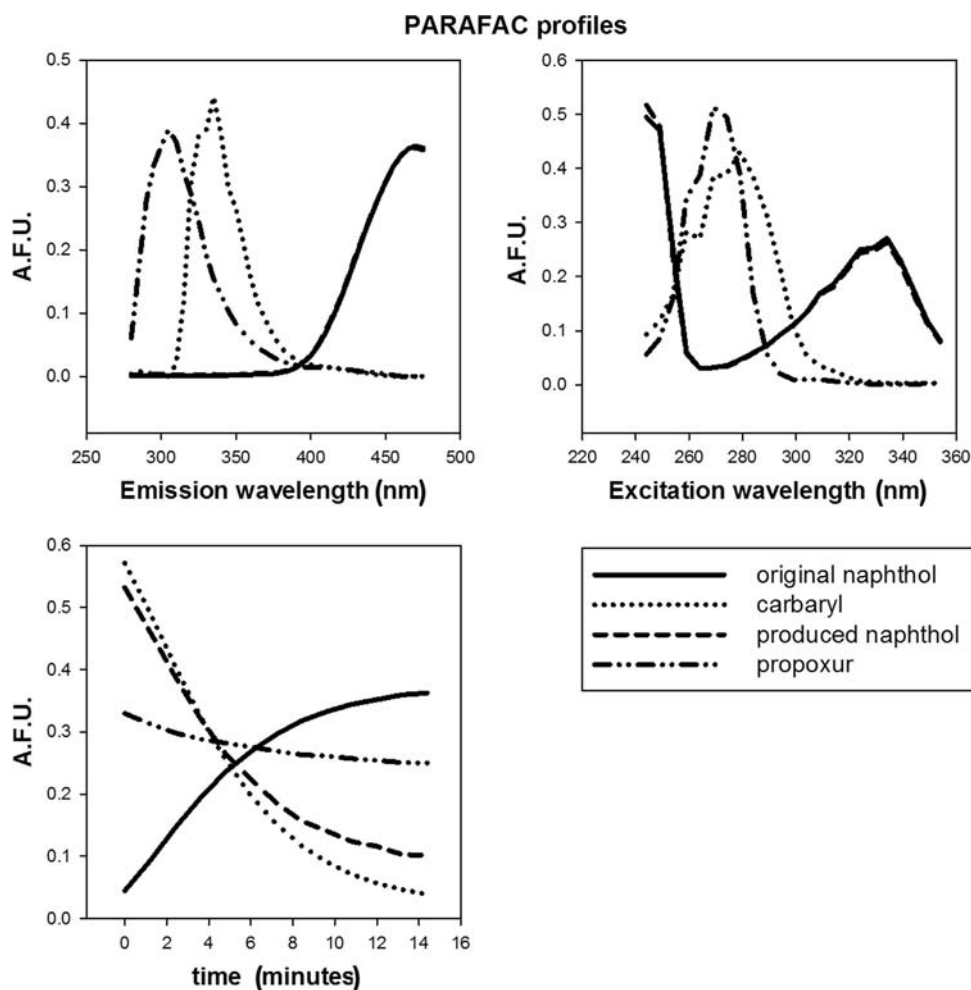 PARAFAC profiles
0.5
0.4
0.3
0.2
0.1
0.0
A.F.U.
250 300 350 400 450 500
Emission wavelength (nm)
0.6
0.5
0.4
0.3
0.2
0.1
0.0
A.F.U.
220 240 260 280 300 320 340 360
Excitation wavelength (nm)
0.6
0.5
0.4
0.3
0.2
0.1
0.0
A.F.U.
0 2 4 6 8 10 12 14 16
time (minutes)
original naphthol
carbaryl
produced naphthol
propoxur